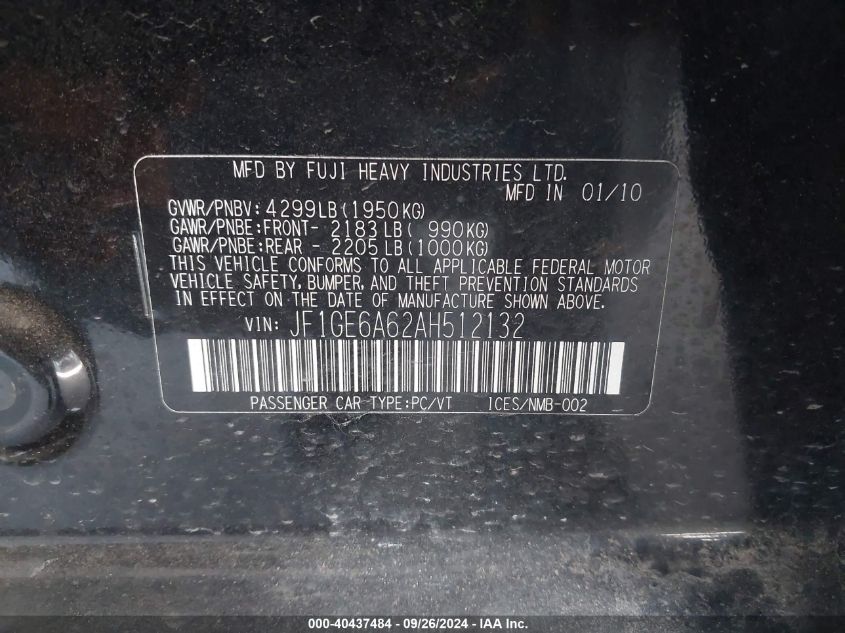 MFD BY FUJI HEAVY INDUSTRIES LTD.
MFD IN 01/10
GVWR/PNBV: 4299LB(1950KG)
GAWR/PNBE:FRONT- 2183LB( 990KG)
GAWR/PNBE:REAR - 2205LB(1000KG)
THIS VEHICLE CONFORMS TO ALL APPLICABLE FEDERAL MOTOR
VEHICLE SAFETY, BUMPER, AND THEFT PREVENTION STANDARDS
IN EFFECT ON THE DATE OF MANUFACTURE SHOWN ABOVE.
VIN: JF1GE6A62AH512132
PASSENGER CAR TYPE:PC/VT ICES/NMB-002
000-40437484 - 09/26/2024 - IAA Inc.